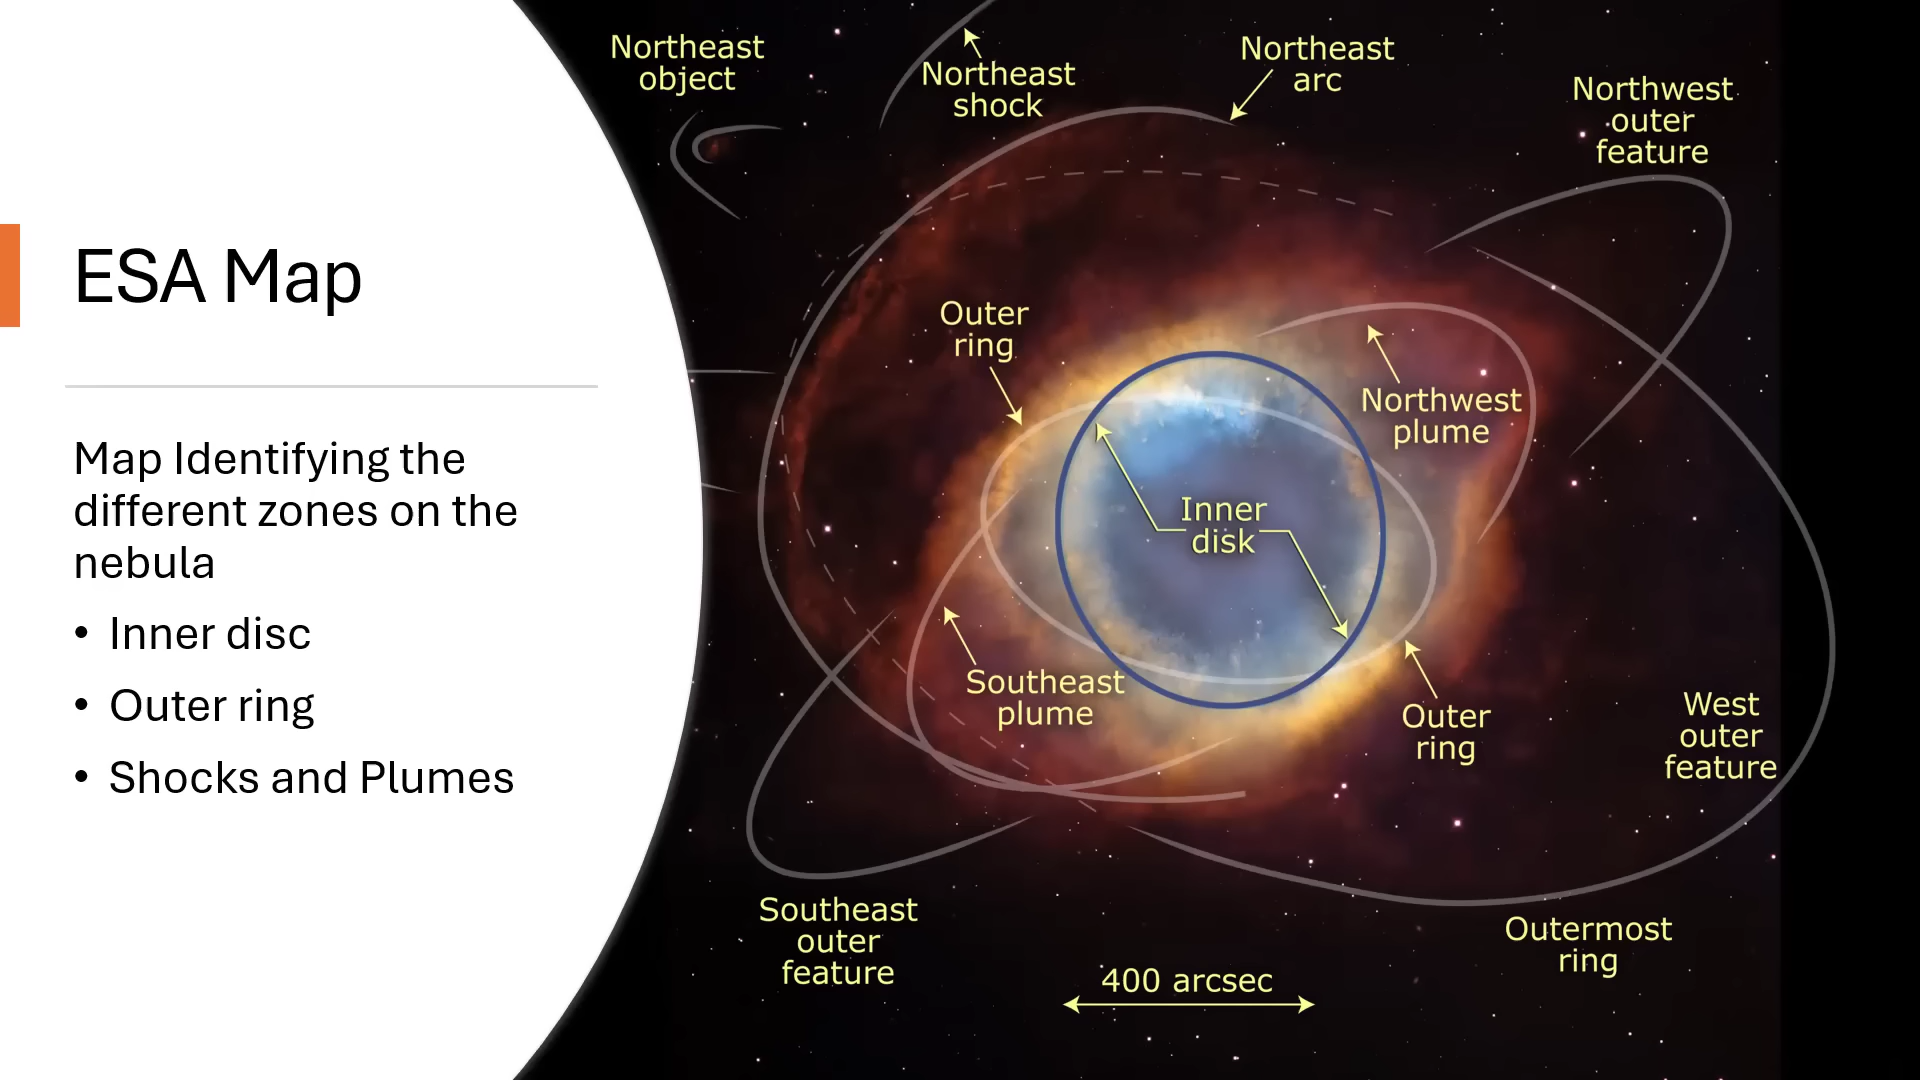 ESA Map
Map Identifying the
different zones on the
nebula
• Inner disc
• Outer ring
• Shocks and Plumes
Northeast
object
Northeast
shock
Northeast
arc
Northwest
outer
feature
Outer
ring
Northwest
plume
Inner
disk
Southeast
plume
Outer
ring
West
outer
feature
Southeast
outer
feature
Outermost
ring
400 arcsec